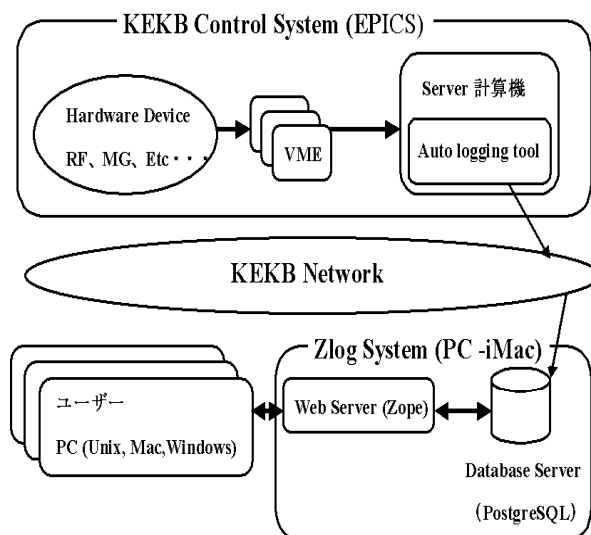 KEKB Control System (EPICS)
Hardware Device
RF、MG、Etc・・・
VME
Server 計算機
Auto logging tool
KEKB Network
Zlog System (PC -iMac)
ユーザー
PC (Unix, Mac,Windows)
Web Server (Zope)
Database Server
(PostgreSQL)